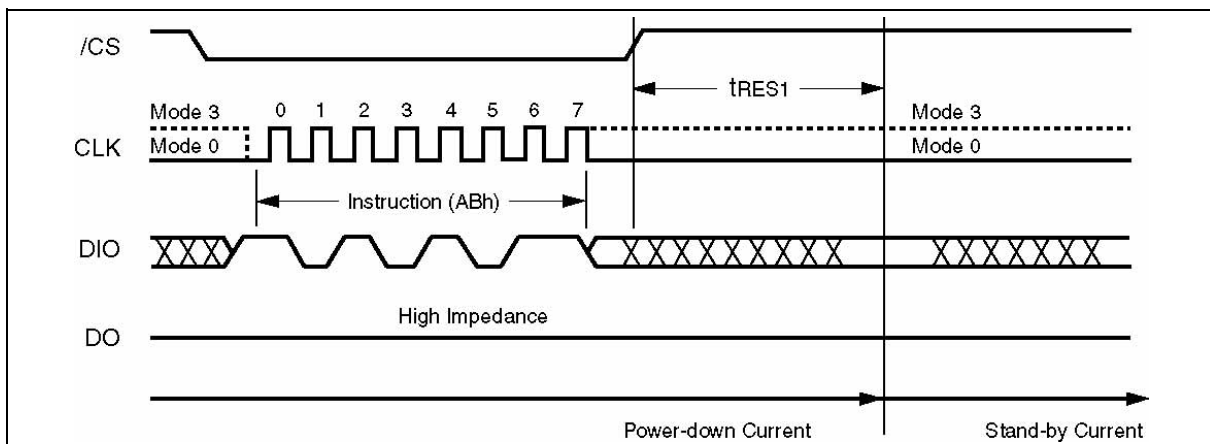 /CS
tRES1
Mode 3 0 1 2 3 4 5 6 7 Mode 3
CLK Mode 0 Mode 0
Instruction (ABh)
DIO
High Impedance
DO
Power-down Current Stand-by Current